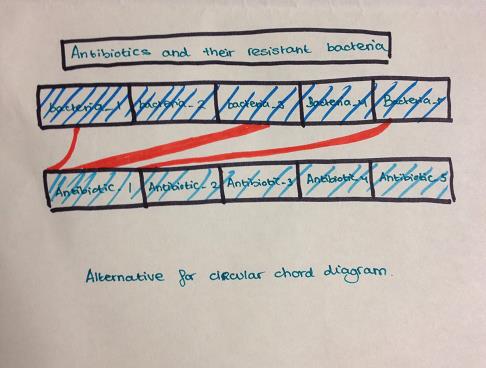 Antibiotics and their resistant bacteria
bacteria_1 bacteria_2 bacteria_3 Bacteria_4 Bacteria_5
Antibiotic_1 Antibiotic_2 Antibiotic_3 Antibiotic_4 Antibiotic_5
Alternative for circular chord diagram.